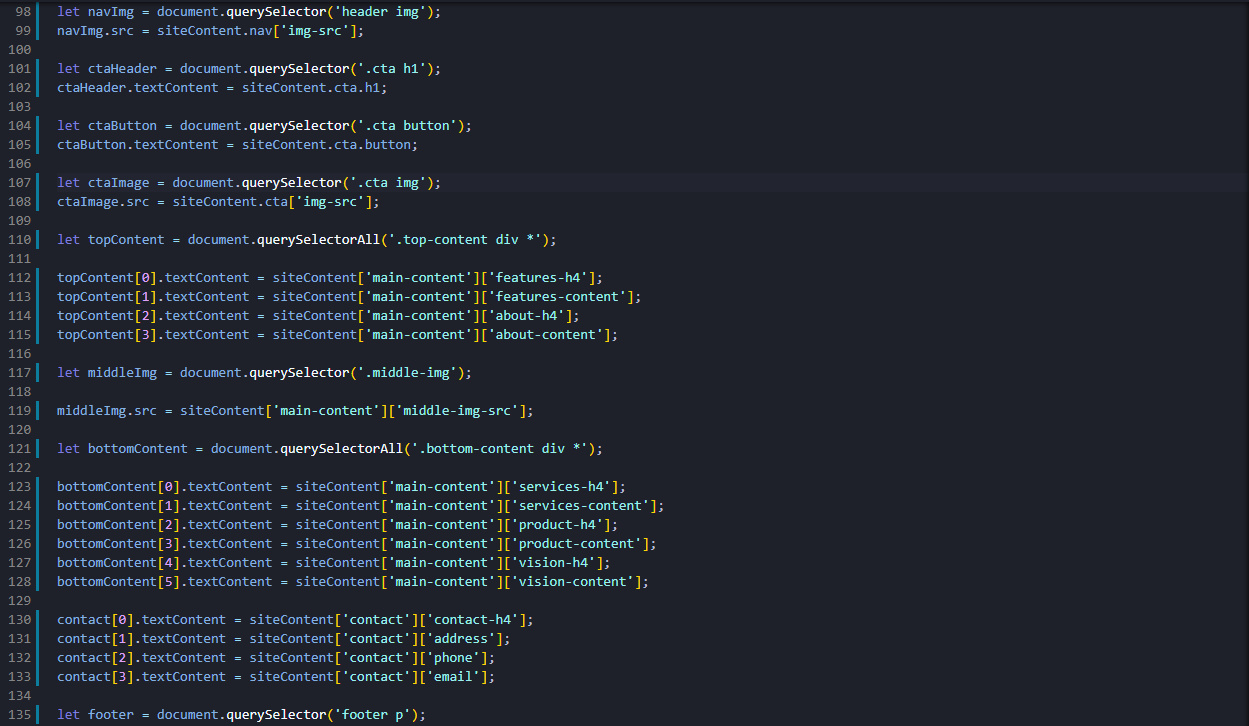 98 let navImg = document.querySelector('header img');
99 navImg.src = siteContent.nav['img-src'];
100
101 let ctaHeader = document.querySelector('.cta h1');
102 ctaHeader.textContent = siteContent.cta.h1;
103
104 let ctaButton = document.querySelector('.cta button');
105 ctaButton.textContent = siteContent.cta.button;
106
107 let ctaImage = document.querySelector('.cta img');
108 ctaImage.src = siteContent.cta['img-src'];
109
110 let topContent = document.querySelectorAll('.top-content div *');
111
112 topContent[0].textContent = siteContent['main-content']['features-h4'];
113 topContent[1].textContent = siteContent['main-content']['features-content'];
114 topContent[2].textContent = siteContent['main-content']['about-h4'];
115 topContent[3].textContent = siteContent['main-content']['about-content'];
116
117 let middleImg = document.querySelector('.middle-img');
118
119 middleImg.src = siteContent['main-content']['middle-img-src'];
120
121 let bottomContent = document.querySelectorAll('.bottom-content div *');
122
123 bottomContent[0].textContent = siteContent['main-content']['services-h4'];
124 bottomContent[1].textContent = siteContent['main-content']['services-content'];
125 bottomContent[2].textContent = siteContent['main-content']['product-h4'];
126 bottomContent[3].textContent = siteContent['main-content']['product-content'];
127 bottomContent[4].textContent = siteContent['main-content']['vision-h4'];
128 bottomContent[5].textContent = siteContent['main-content']['vision-content'];
129
130 contact[0].textContent = siteContent['contact']['contact-h4'];
131 contact[1].textContent = siteContent['contact']['address'];
132 contact[2].textContent = siteContent['contact']['phone'];
133 contact[3].textContent = siteContent['contact']['email'];
134
135 let footer = document.querySelector('footer p');